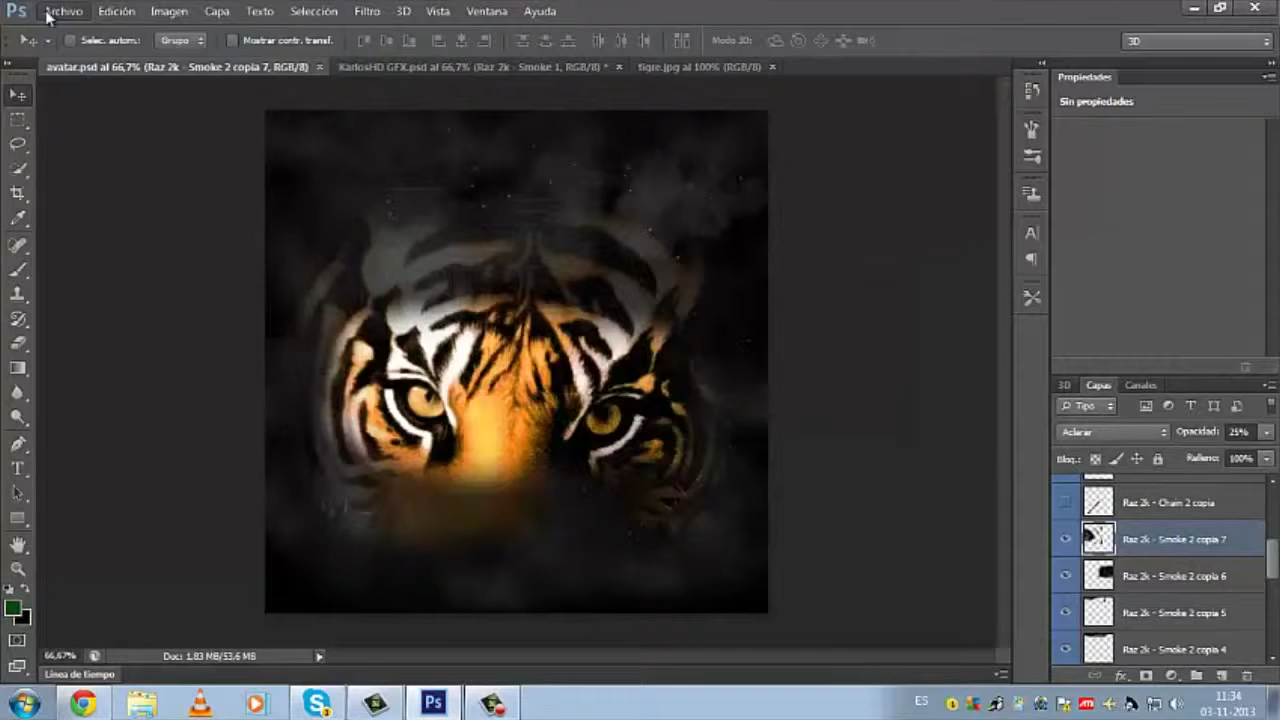 Ps Archivo Edición Imagen Capa Texto Selección Filtro 3D Vista Ventana Ayuda
Selec. autom.: Grupo Mostrar contr. transf. Modo 3D: 3D
avatar.psd al 66,7% (Raz 2k - Smoke 2 copia 7, RGB/8) × KarlosHD GFX.psd al 66,7% (Raz 2k - Smoke 1, RGB/8) * × tigre.jpg al 100% (RGB/8) ×
Propiedades
Sin propiedades
3D Capas Canales
Tipo
Aclarar Opacidad: 25%
Bloq.: Relleno: 100%
Raz 2k - Chain 2 copia
Raz 2k - Smoke 2 copia 7
Raz 2k - Smoke 2 copia 6
Raz 2k - Smoke 2 copia 5
Raz 2k - Smoke 2 copia 4
66,67% Doc: 1.83 MB/53,6 MB
Línea de tiempo
ES 11:34
03-11-2013